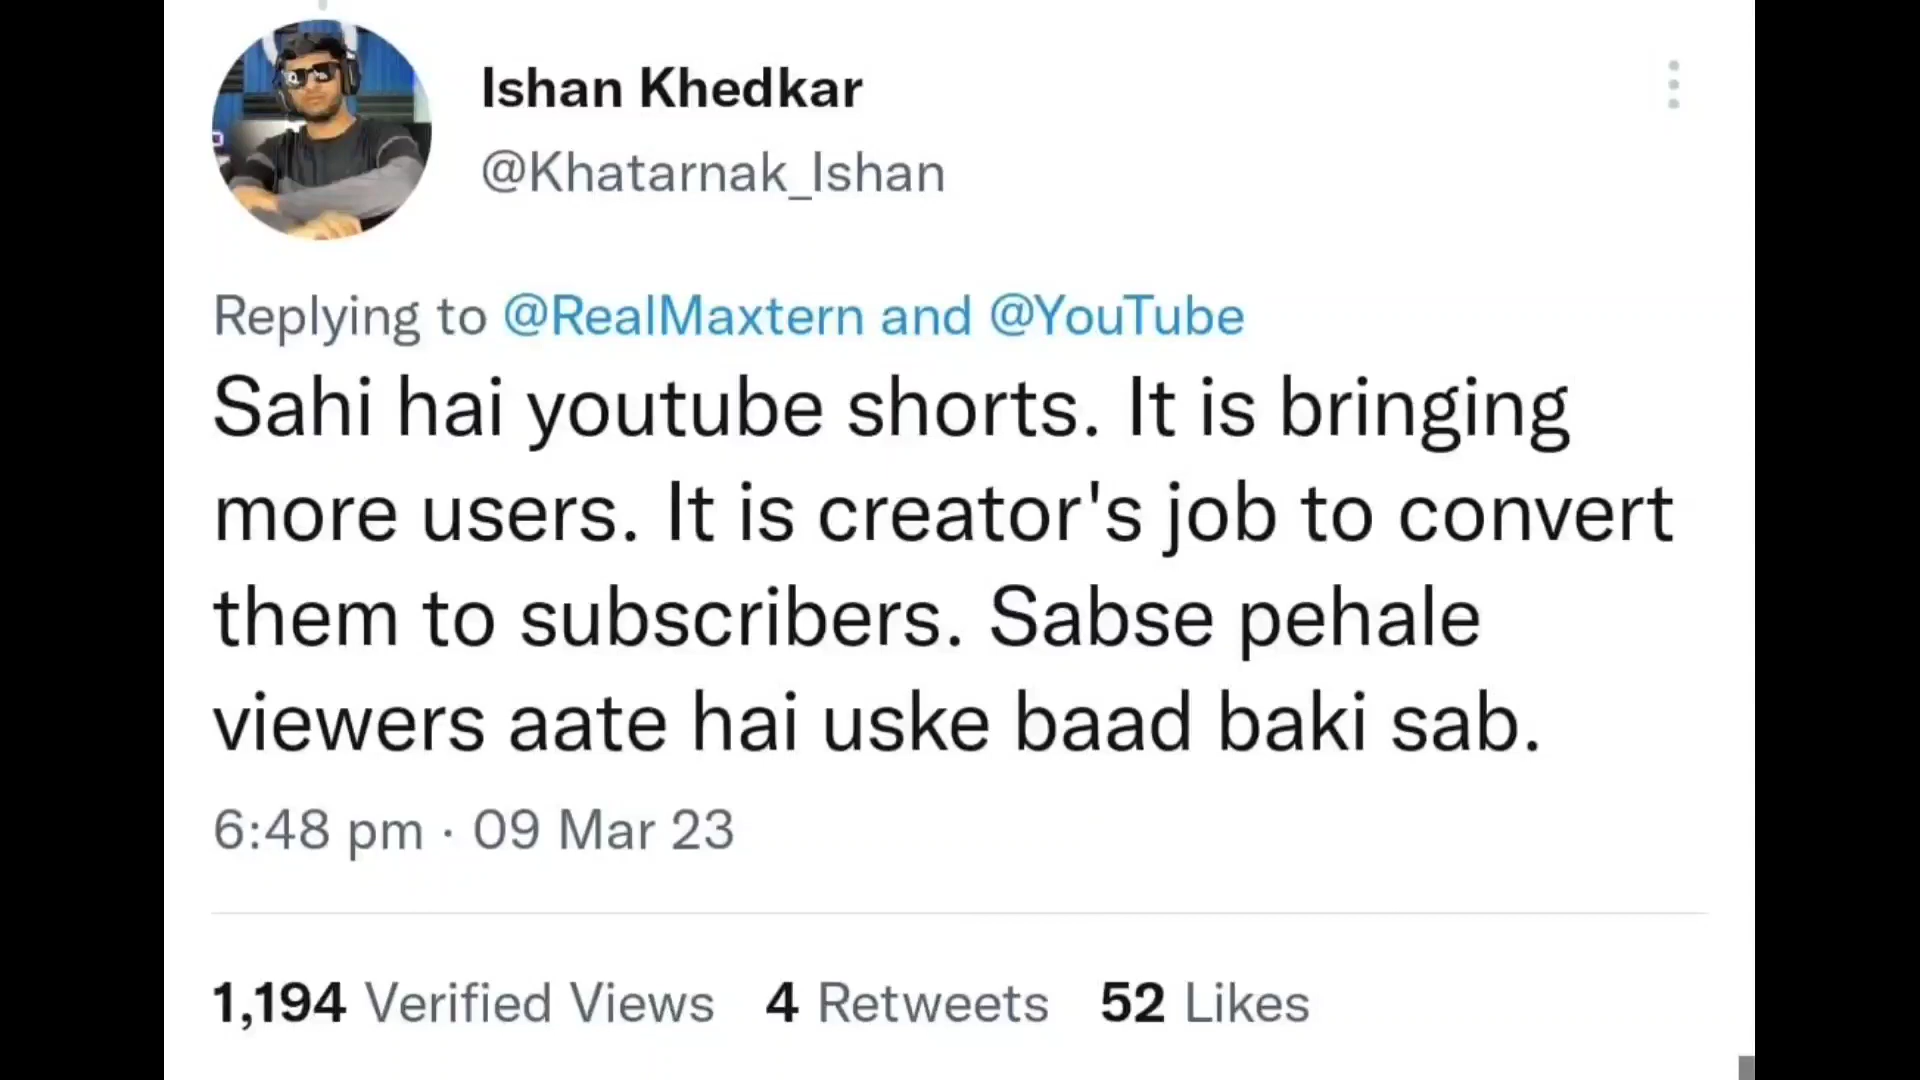 Ishan Khedkar
@Khatarnak_Ishan
Replying to @RealMaxtern and @YouTube
Sahi hai youtube shorts. It is bringing
more users. It is creator's job to convert
them to subscribers. Sabse pehale
viewers aate hai uske baad baki sab.
6:48 pm · 09 Mar 23
1,194 Verified Views 4 Retweets 52 Likes